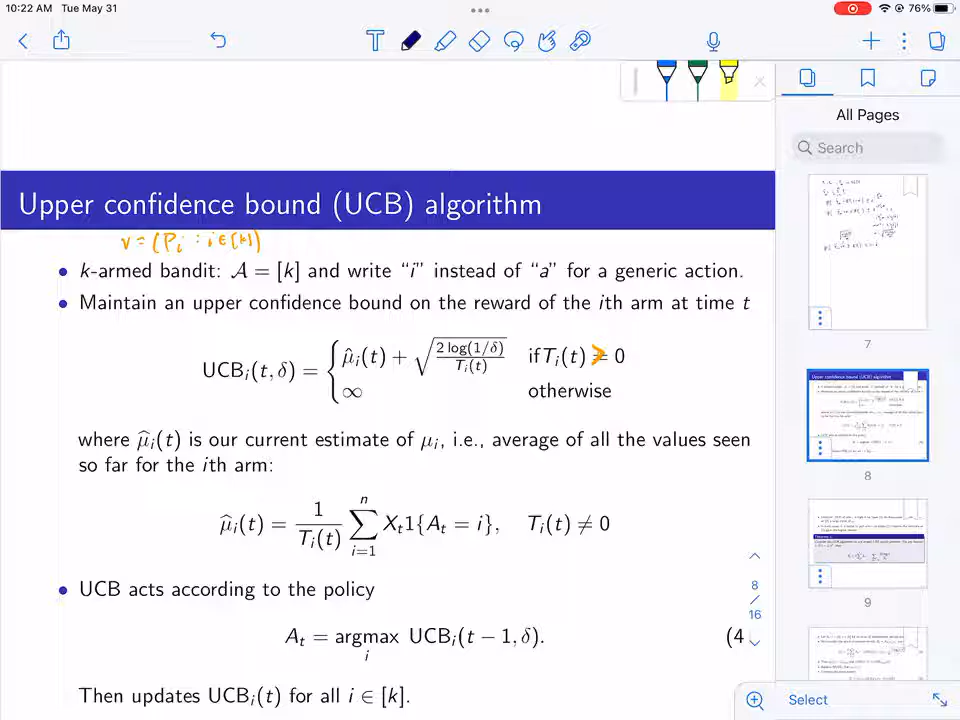 10:22 AM Tue May 31
76%
All Pages
Search
Upper confidence bound (UCB) algorithm
v = (P_i : i ∈ [k])
• k-armed bandit: 𝒜 = [k] and write “i” instead of “a” for a generic action.
• Maintain an upper confidence bound on the reward of the ith arm at time t
UCB_i(t, δ) = { μ̂_i(t) + √(2 log(1/δ) / T_i(t)) if T_i(t) > 0
∞ otherwise
where μ̂_i(t) is our current estimate of μ_i, i.e., average of all the values seen
so far for the ith arm:
μ̂_i(t) = 1/T_i(t) ∑_{i=1}^{n} X_t 1{A_t = i}, T_i(t) ≠ 0
• UCB acts according to the policy
A_t = argmax_i UCB_i(t − 1, δ). (4
Then updates UCB_i(t) for all i ∈ [k].
8
/
16
7
8
9
Upper confidence bound (UCB) algorithm
Select